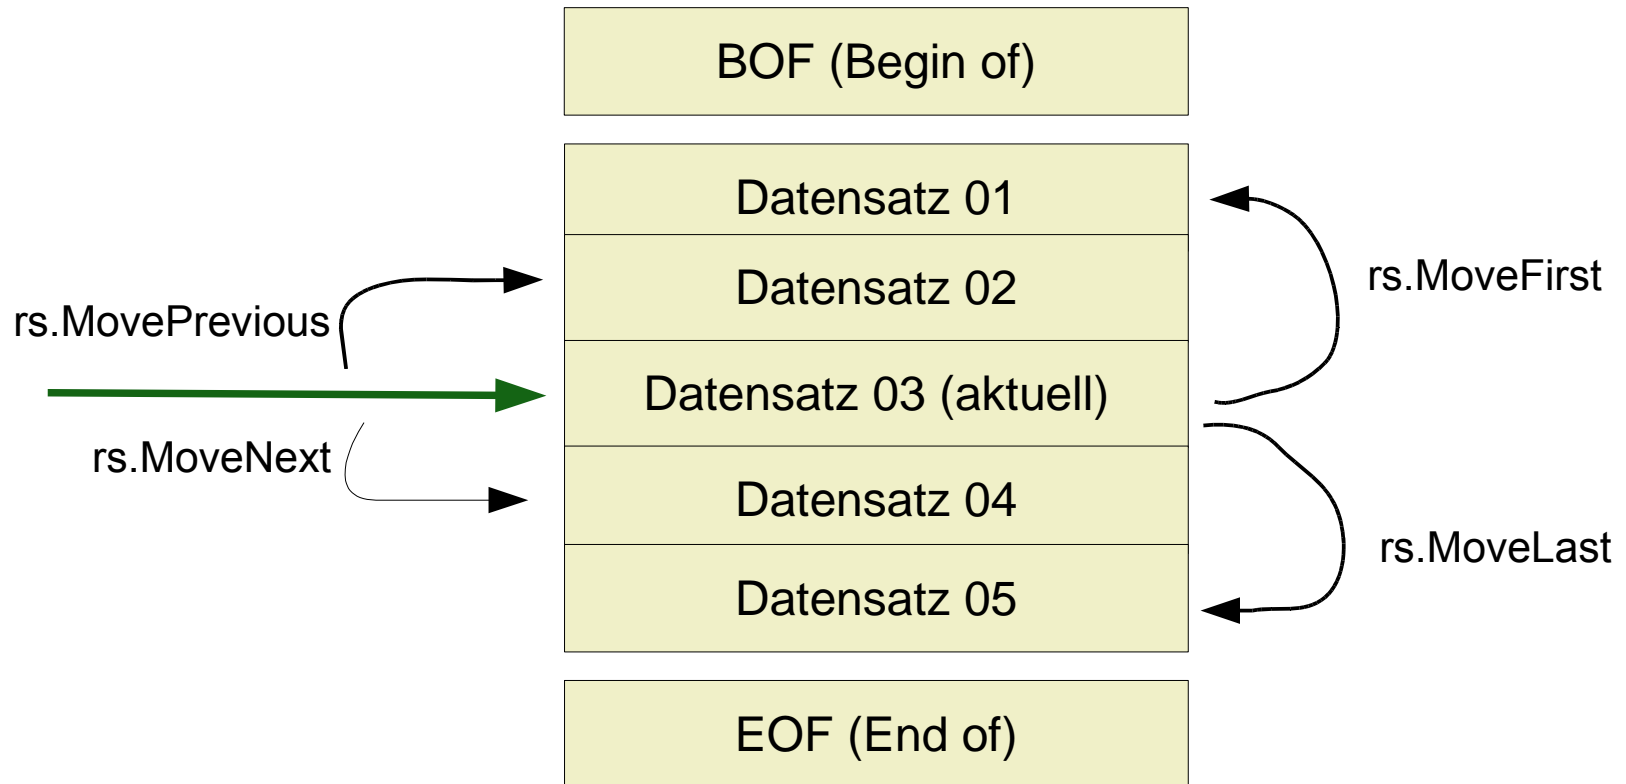 BOF (Begin of)
Datensatz 01
Datensatz 02
rs.MoveFirst
rs.MovePrevious
Datensatz 03 (aktuell)
rs.MoveNext
Datensatz 04
rs.MoveLast
Datensatz 05
EOF (End of)